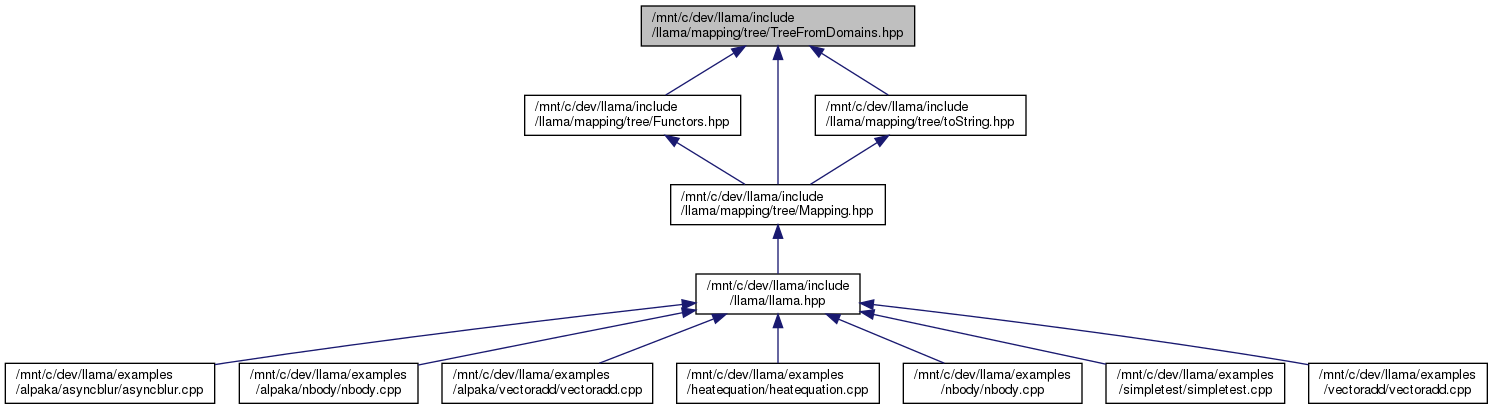 /mnt/c/dev/llama/include
/llama/mapping/tree/TreeFromDomains.hpp
/mnt/c/dev/llama/include
/llama/mapping/tree/Functors.hpp
/mnt/c/dev/llama/include
/llama/mapping/tree/toString.hpp
/mnt/c/dev/llama/include
/llama/mapping/tree/Mapping.hpp
/mnt/c/dev/llama/include
/llama/llama.hpp
/mnt/c/dev/llama/examples
/alpaka/asyncblur/asyncblur.cpp
/mnt/c/dev/llama/examples
/alpaka/nbody/nbody.cpp
/mnt/c/dev/llama/examples
/alpaka/vectoradd/vectoradd.cpp
/mnt/c/dev/llama/examples
/heatequation/heatequation.cpp
/mnt/c/dev/llama/examples
/nbody/nbody.cpp
/mnt/c/dev/llama/examples
/simpletest/simpletest.cpp
/mnt/c/dev/llama/examples
/vectoradd/vectoradd.cpp